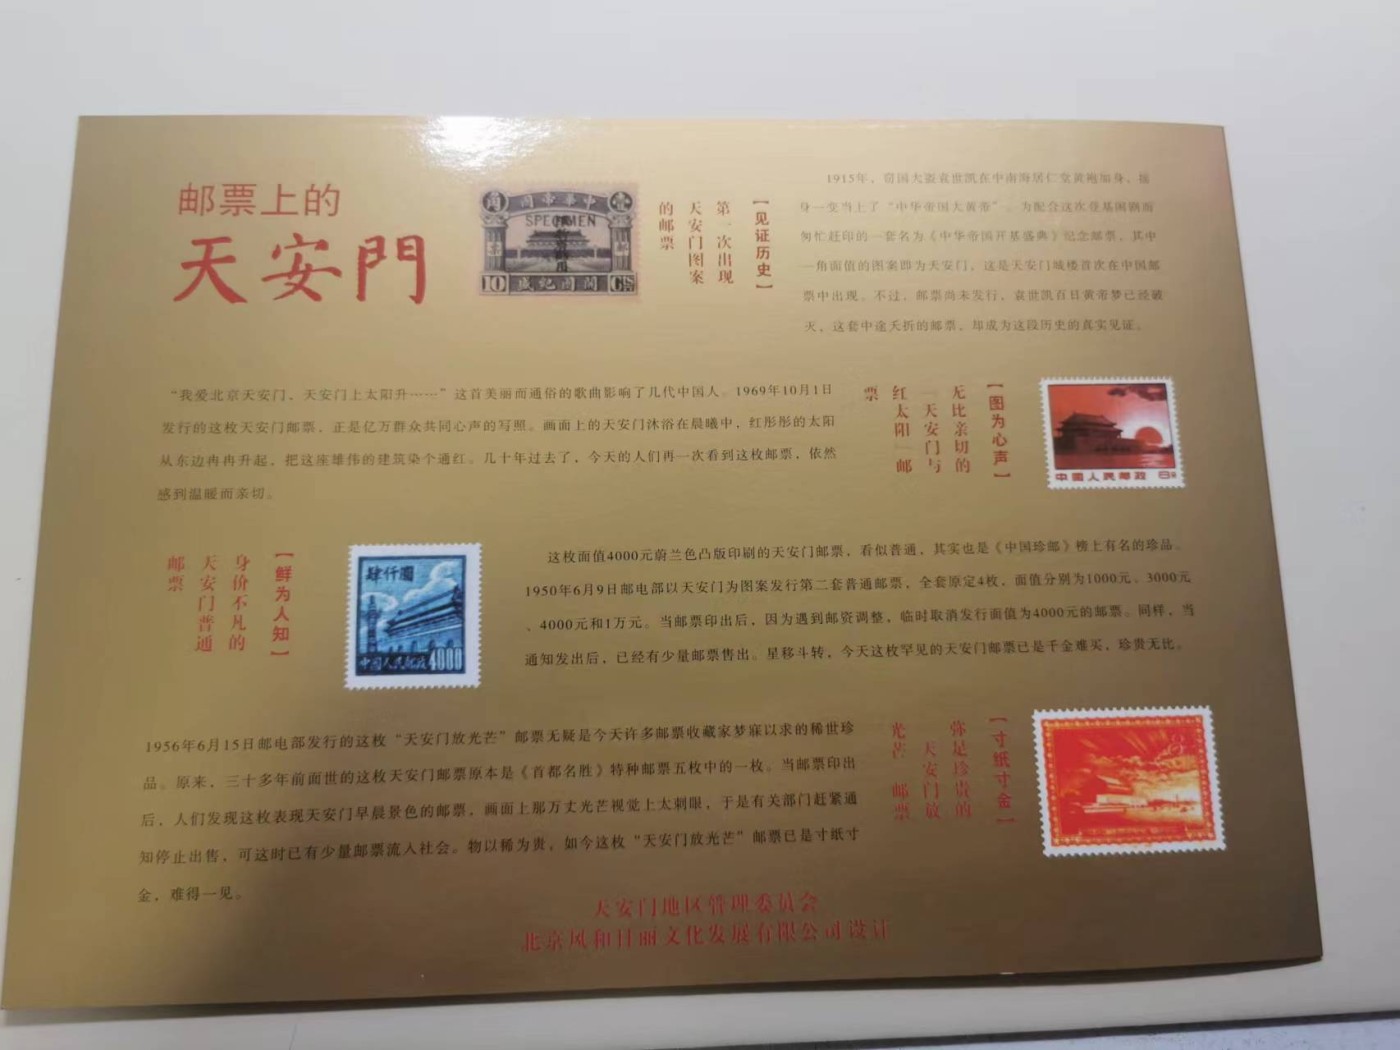 邮票上的
天安門
中華帝国
壹
角
SPECIMEN
10
開国紀盛
【见证历史】
第一次出现
天安门图案
的邮票
1915年，窃国大盗袁世凯在中南海居仁堂黄袍加身，摇
身一变当上了“中华帝国大黄帝”。为配合这次登基闹剧而
匆忙赶印的一套名为《中华帝国开基盛典》纪念邮票，其中
一角面值的图案即为天安门，这是天安门城楼首次在中国邮
票中出现。不过，邮票尚未发行，袁世凯百日黄帝梦已经破
灭，这套中途夭折的邮票，却成为这段历史的真实见证。
“我爱北京天安门、天安门上太阳升……”这首美丽而通俗的歌曲影响了几代中国人。1969年10月1日
发行的这枚天安门邮票，正是亿万群众共同心声的写照。画面上的天安门沐浴在晨曦中，红彤彤的太阳
从东边冉冉升起，把这座雄伟的建筑染个通红。几十年过去了，今天的人们再一次看到这枚邮票，依然
感到温暖而亲切。
【图为心声】
无比亲切的
“天安门与
红太阳”邮
票
中国人民邮政 8分
【鲜为人知】
身价不凡的
天安门普通
邮票
肆仟圓
中國人民郵政 4000
这枚面值4000元蔚兰色凸版印刷的天安门邮票，看似普通，其实也是《中国珍邮》榜上有名的珍品。
1950年6月9日邮电部以天安门为图案发行第二套普通邮票，全套原定4枚，面值分别为1000元、3000元
、4000元和1万元。当邮票印出后，因为遇到邮资调整，临时取消发行面值为4000元的邮票。同样，当
通知发出后，已经有少量邮票售出。星移斗转，今天这枚罕见的天安门邮票已是千金难买，珍贵无比。
1956年6月15日邮电部发行的这枚“天安门放光芒”邮票无疑是今天许多邮票收藏家梦寐以求的稀世珍
品。原来，三十多年前面世的这枚天安门邮票原本是《首都名胜》特种邮票五枚中的一枚。当邮票印出
后，人们发现这枚表现天安门早晨景色的邮票，画面上那万丈光芒视觉上太刺眼，于是有关部门赶紧通
知停止出售，可这时已有少量邮票流入社会。物以稀为贵，如今这枚“天安门放光芒”邮票已是寸纸寸
金，难得一见。
【寸纸寸金】
弥足珍贵的
“天安门放
光芒”邮票
8
天安门地区管理委员会
北京风和日丽文化发展有限公司设计